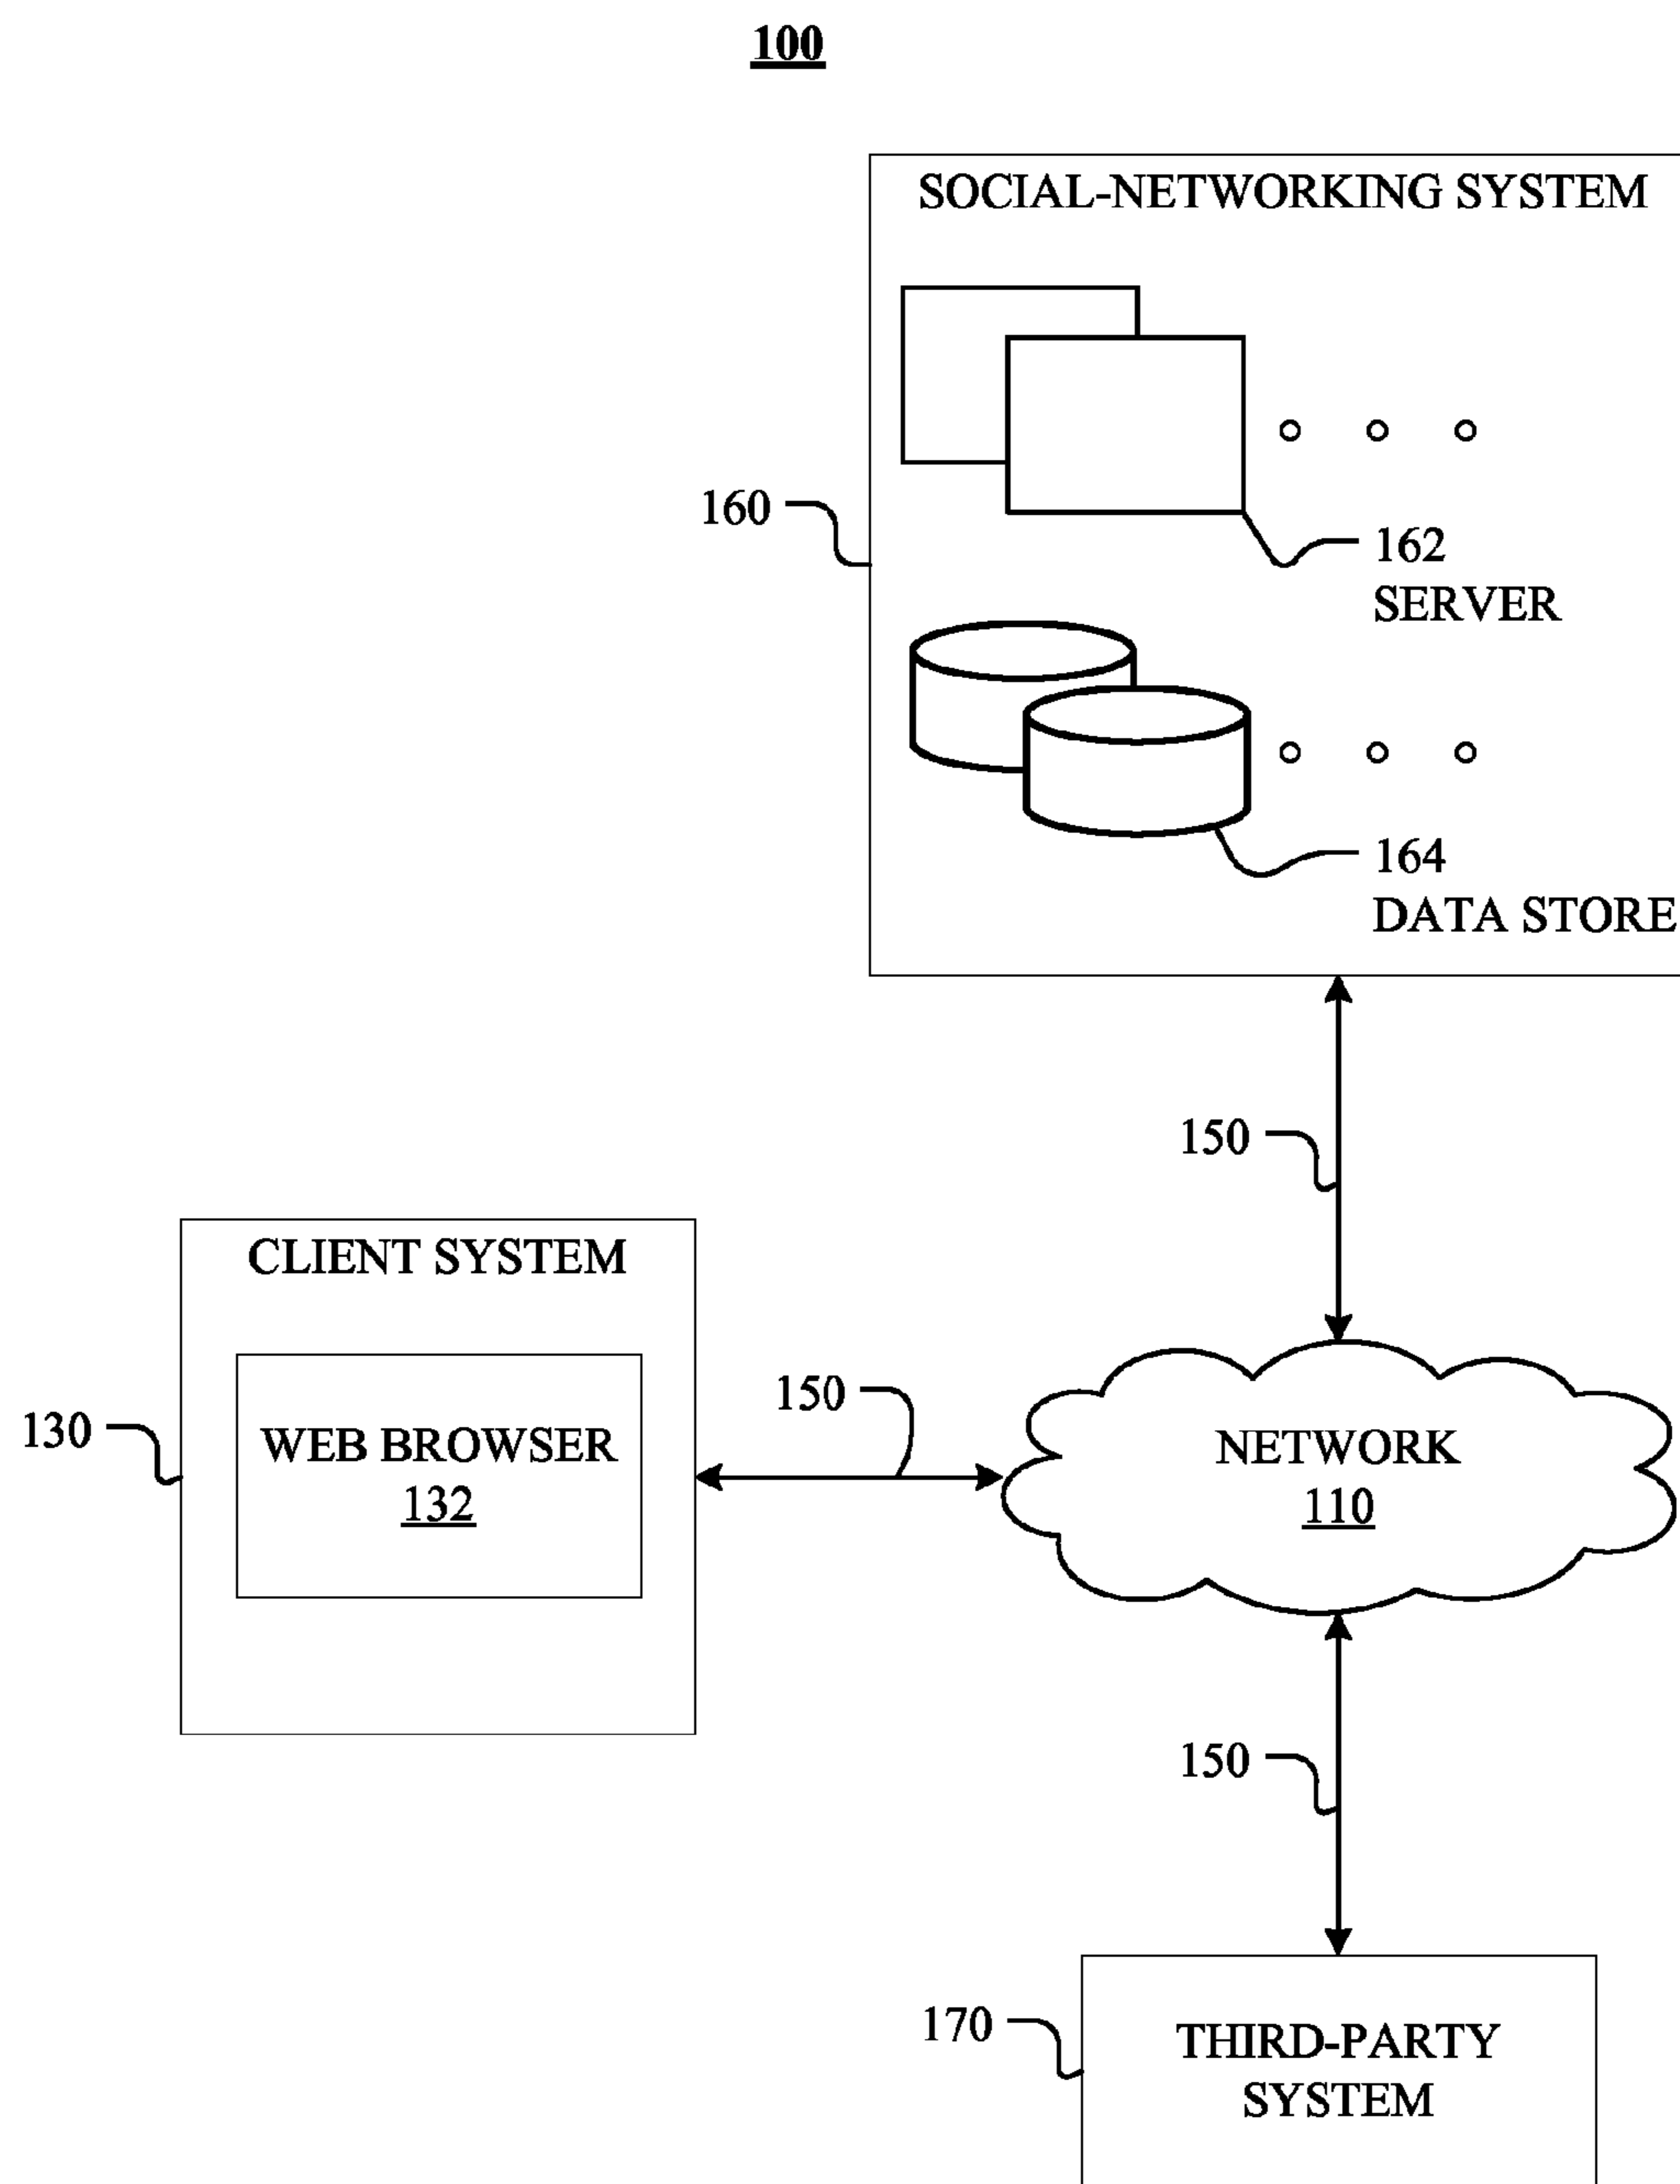 100
SOCIAL-NETWORKING SYSTEM
160
162
SERVER
164
DATA STORE
150
CLIENT SYSTEM
130
WEB BROWSER
132
150
NETWORK
110
150
170
THIRD-PARTY
SYSTEM